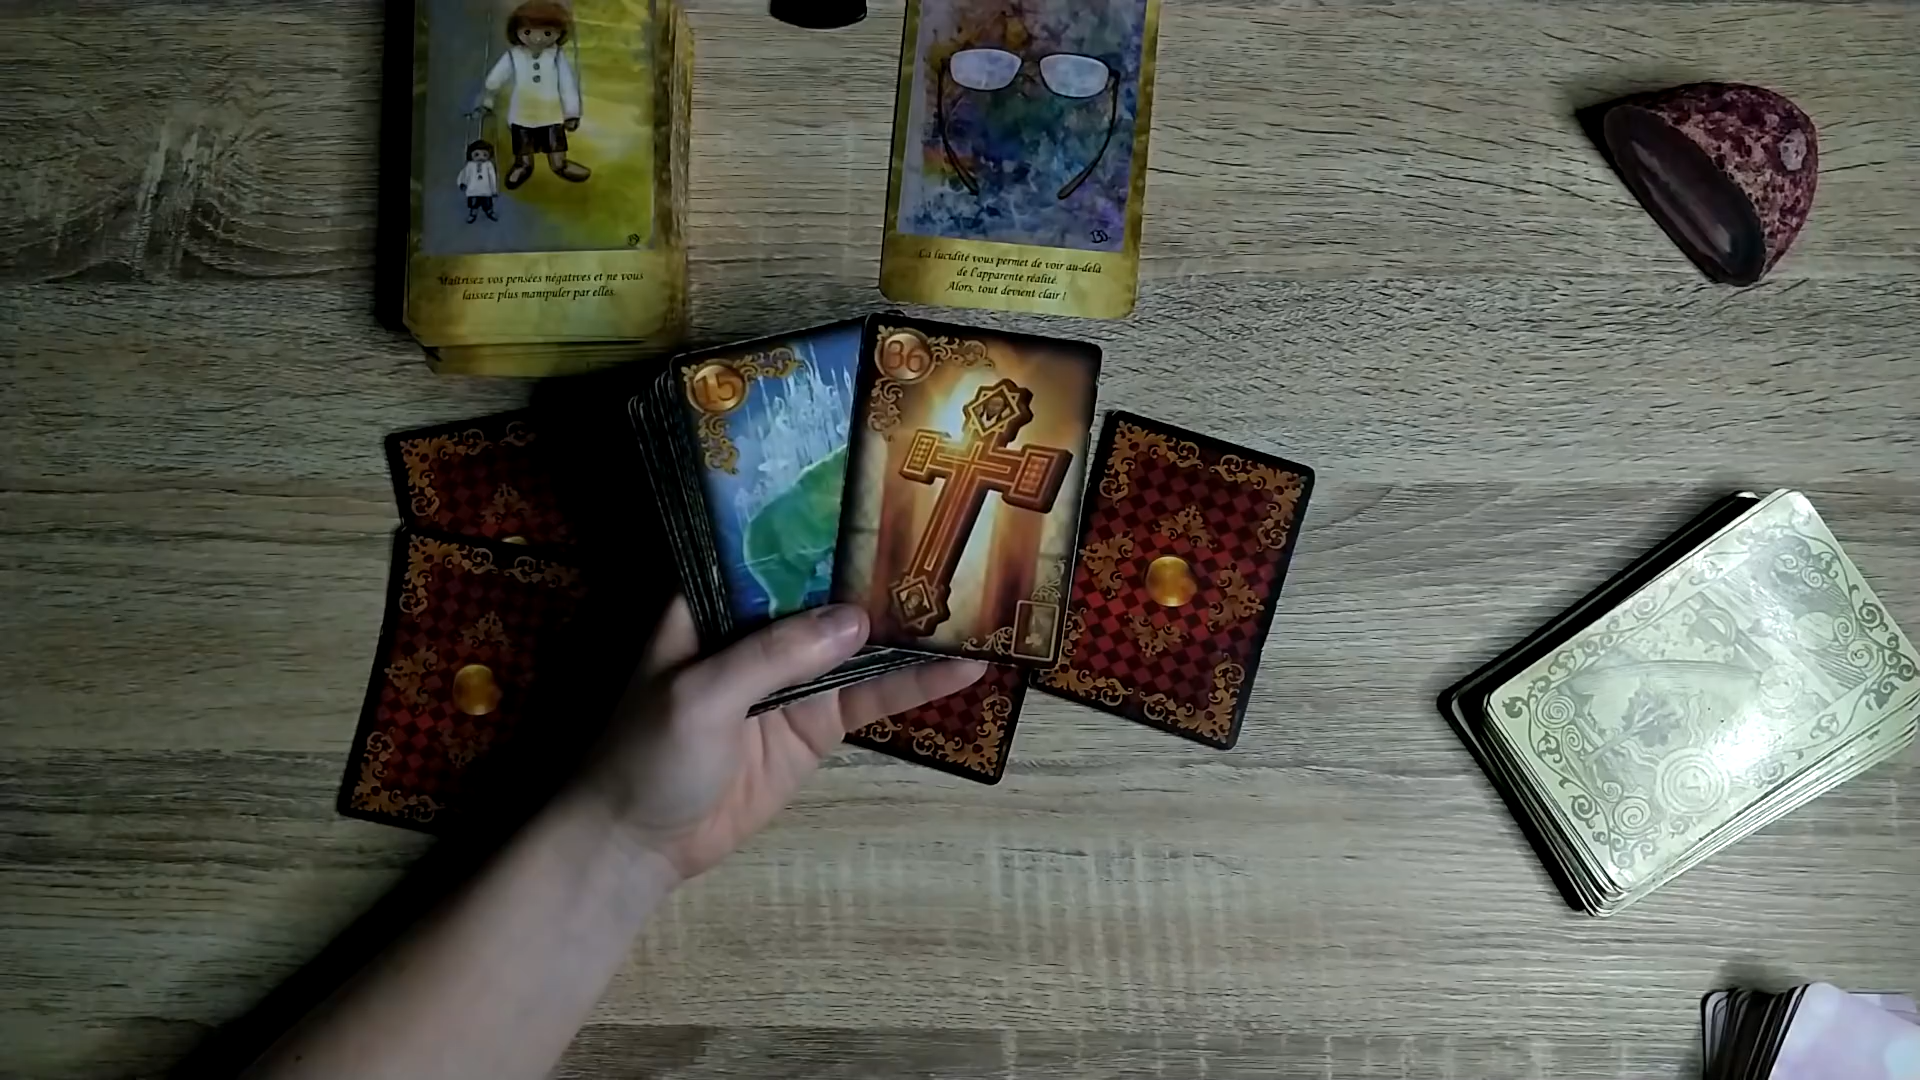 Maîtrisez vos pensées négatives et ne vous
laissez plus manipuler par elles.
La lucidité vous permet de voir au-delà
de l'apparente réalité.
Alors, tout devient clair !
15
36